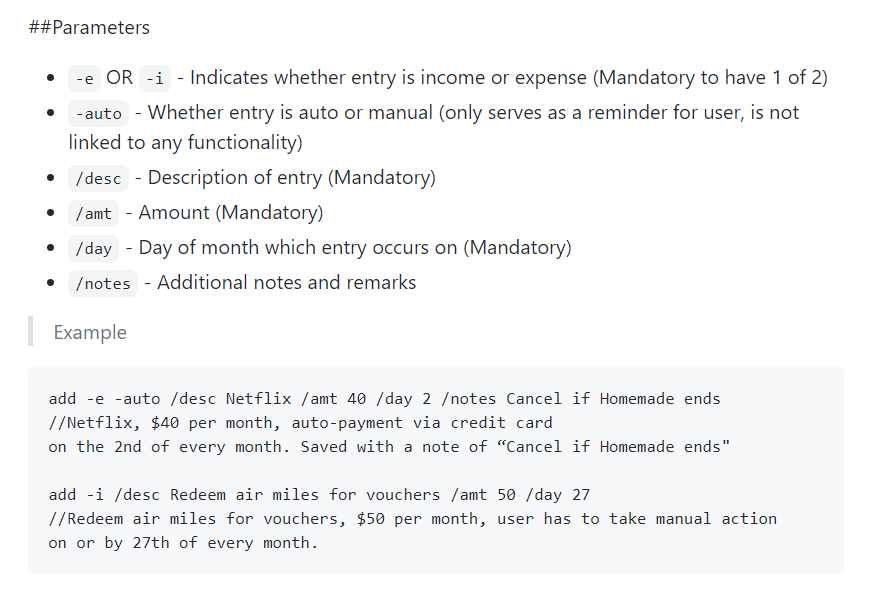 ##Parameters
-e OR -i - Indicates whether entry is income or expense (Mandatory to have 1 of 2)
-auto - Whether entry is auto or manual (only serves as a reminder for user, is not
linked to any functionality)
/desc - Description of entry (Mandatory)
/amt - Amount (Mandatory)
/day - Day of month which entry occurs on (Mandatory)
/notes - Additional notes and remarks
Example
add -e -auto /desc Netflix /amt 40 /day 2 /notes Cancel if Homemade ends
//Netflix, $40 per month, auto-payment via credit card
on the 2nd of every month. Saved with a note of “Cancel if Homemade ends"
add -i /desc Redeem air miles for vouchers /amt 50 /day 27
//Redeem air miles for vouchers, $50 per month, user has to take manual action
on or by 27th of every month.